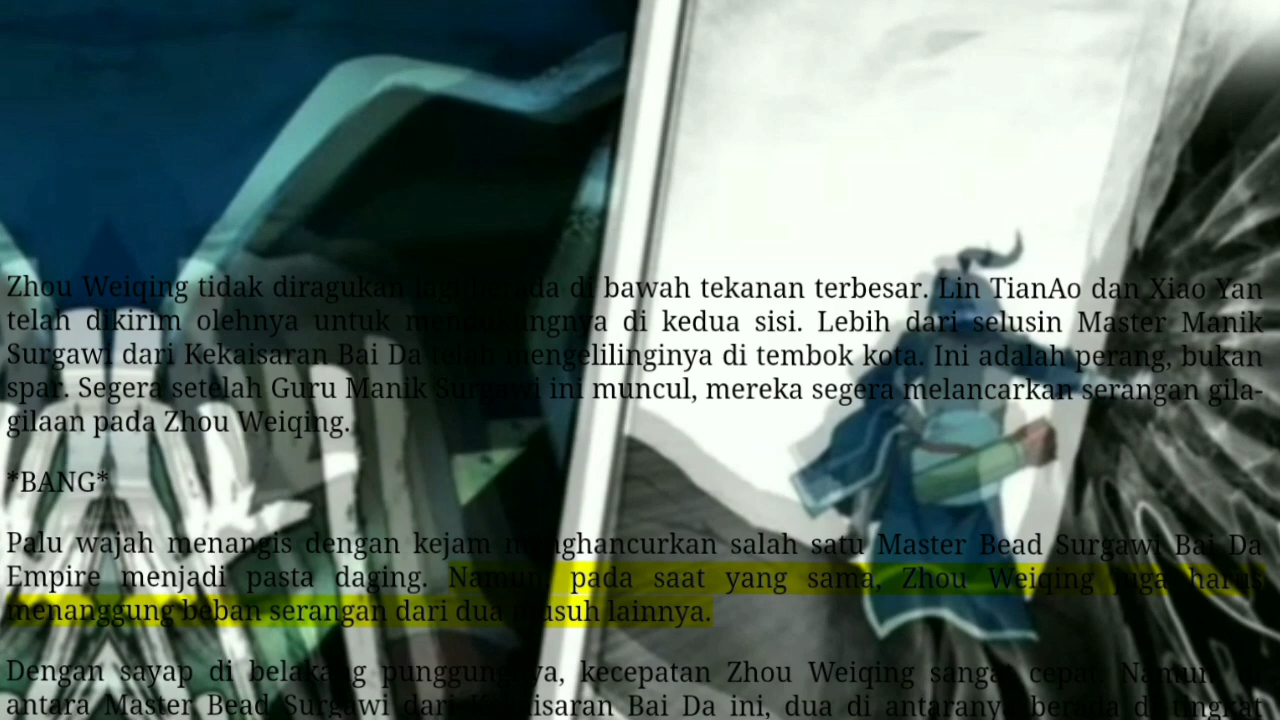 Zhou Weiqing tidak diragukan lagi berada di bawah tekanan terbesar. Lin TianAo dan Xiao Yan
telah dikirim olehnya untuk mendukungnya di kedua sisi. Lebih dari selusin Master Manik
Surgawi dari Kekaisaran Bai Da telah mengelilinginya di tembok kota. Ini adalah perang, bukan
spar. Segera setelah Guru Manik Surgawi ini muncul, mereka segera melancarkan serangan gila-
gilaan pada Zhou Weiqing.
*BANG*
Palu wajah menangis dengan kejam menghancurkan salah satu Master Bead Surgawi Bai Da
Empire menjadi pasta daging. Namun, pada saat yang sama, Zhou Weiqing juga harus
menanggung beban serangan dari dua musuh lainnya.
Dengan sayap di belakang punggungnya, kecepatan Zhou Weiqing sangat cepat. Namun, di
antara Master Bead Surgawi dari Kekaisaran Bai Da ini, dua di antaranya berada di tingkat